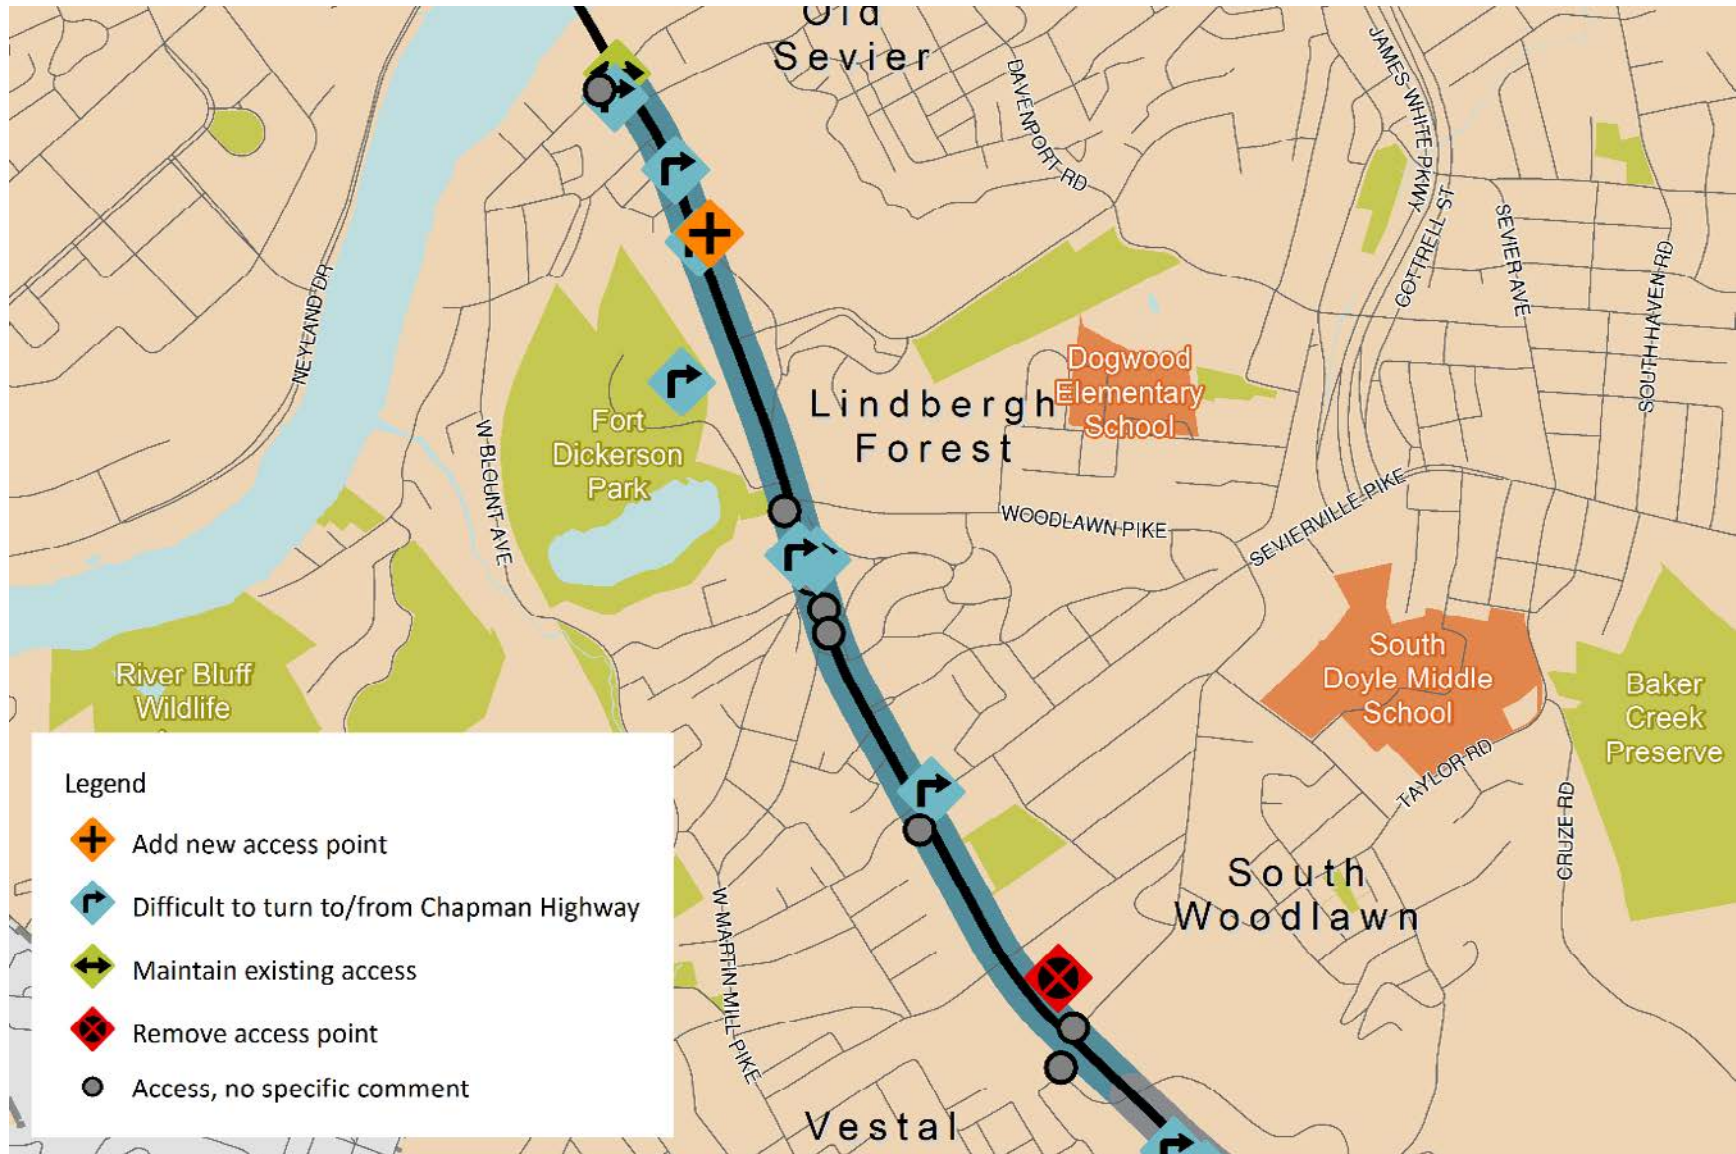 Old
Sevier
DAVENPORT RD
JAMES WHITE PKWY
COTTRELL ST
SEVIER AVE
SOUTH HAVEN RD
NEYLAND DR
Dogwood
Elementary
School
Lindbergh
Forest
Fort
Dickerson
Park
W BLOUNT AVE
WOODLAWN PIKE
SEVIERVILLE PIKE
River Bluff
Wildlife
South
Doyle Middle
School
Baker
Creek
Preserve
TAYLOR RD
CRUZE RD
South
Woodlawn
W MARTIN MILL PIKE
Vestal
Legend
Add new access point
Difficult to turn to/from Chapman Highway
Maintain existing access
Remove access point
Access, no specific comment